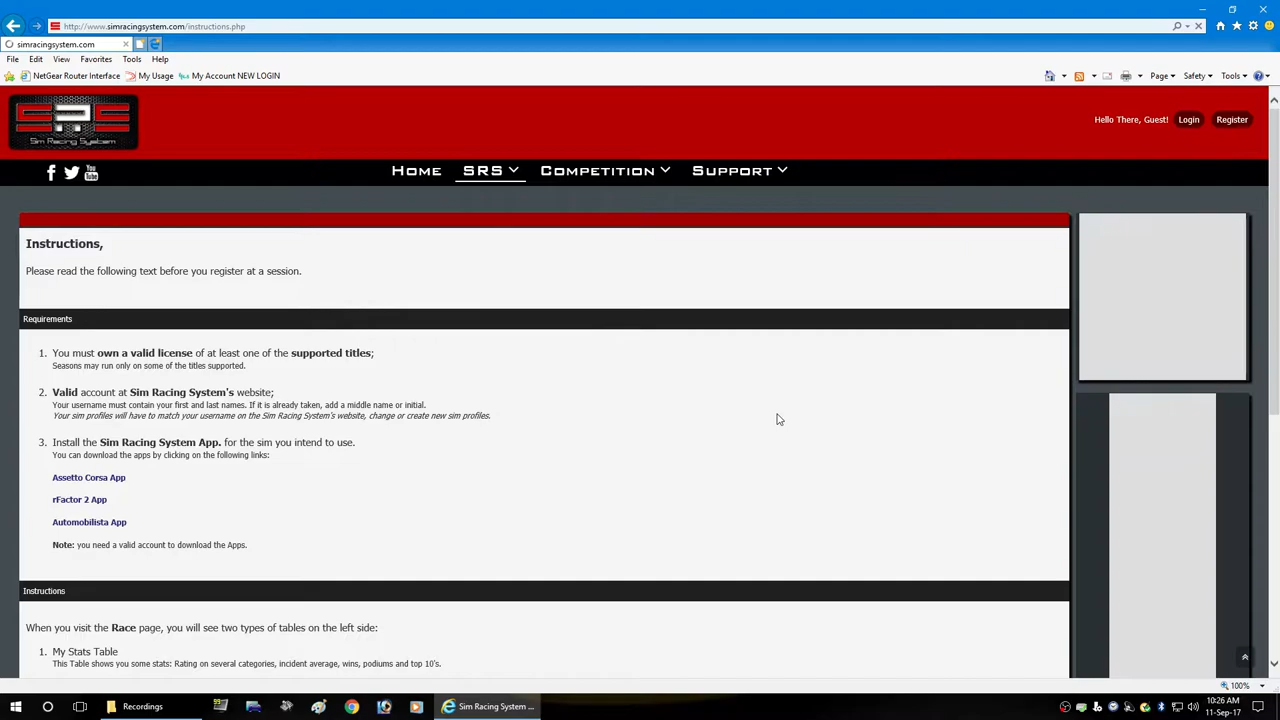 http://www.simracingsystem.com/instructions.php
simracingsystem.com
File Edit View Favorites Tools Help
NetGear Router Interface My Usage My Account NEW LOGIN
Page Safety Tools
Sim Racing System
Hello There, Guest! Login Register
Home SRS Competition Support
Instructions,
Please read the following text before you register at a session.
Requirements
1. You must own a valid license of at least one of the supported titles;
Seasons may run only on some of the titles supported.
2. Valid account at Sim Racing System's website;
Your username must contain your first and last names. If it is already taken, add a middle name or initial.
Your sim profiles will have to match your username on the Sim Racing System's website, change or create new sim profiles.
3. Install the Sim Racing System App. for the sim you intend to use.
You can download the apps by clicking on the following links:
Assetto Corsa App
rFactor 2 App
Automobilista App
Note: you need a valid account to download the Apps.
Instructions
When you visit the Race page, you will see two types of tables on the left side:
1. My Stats Table
This Table shows you some stats: Rating on several categories, incident average, wins, podiums and top 10's.
100%
Recordings
Sim Racing System ...
10:26 AM
11-Sep-17